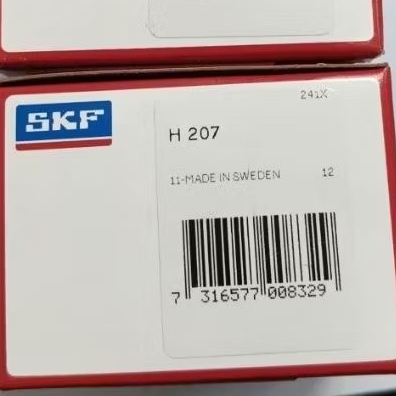 241X
SKF
H 207
11-MADE IN SWEDEN 12
7 316577 008329